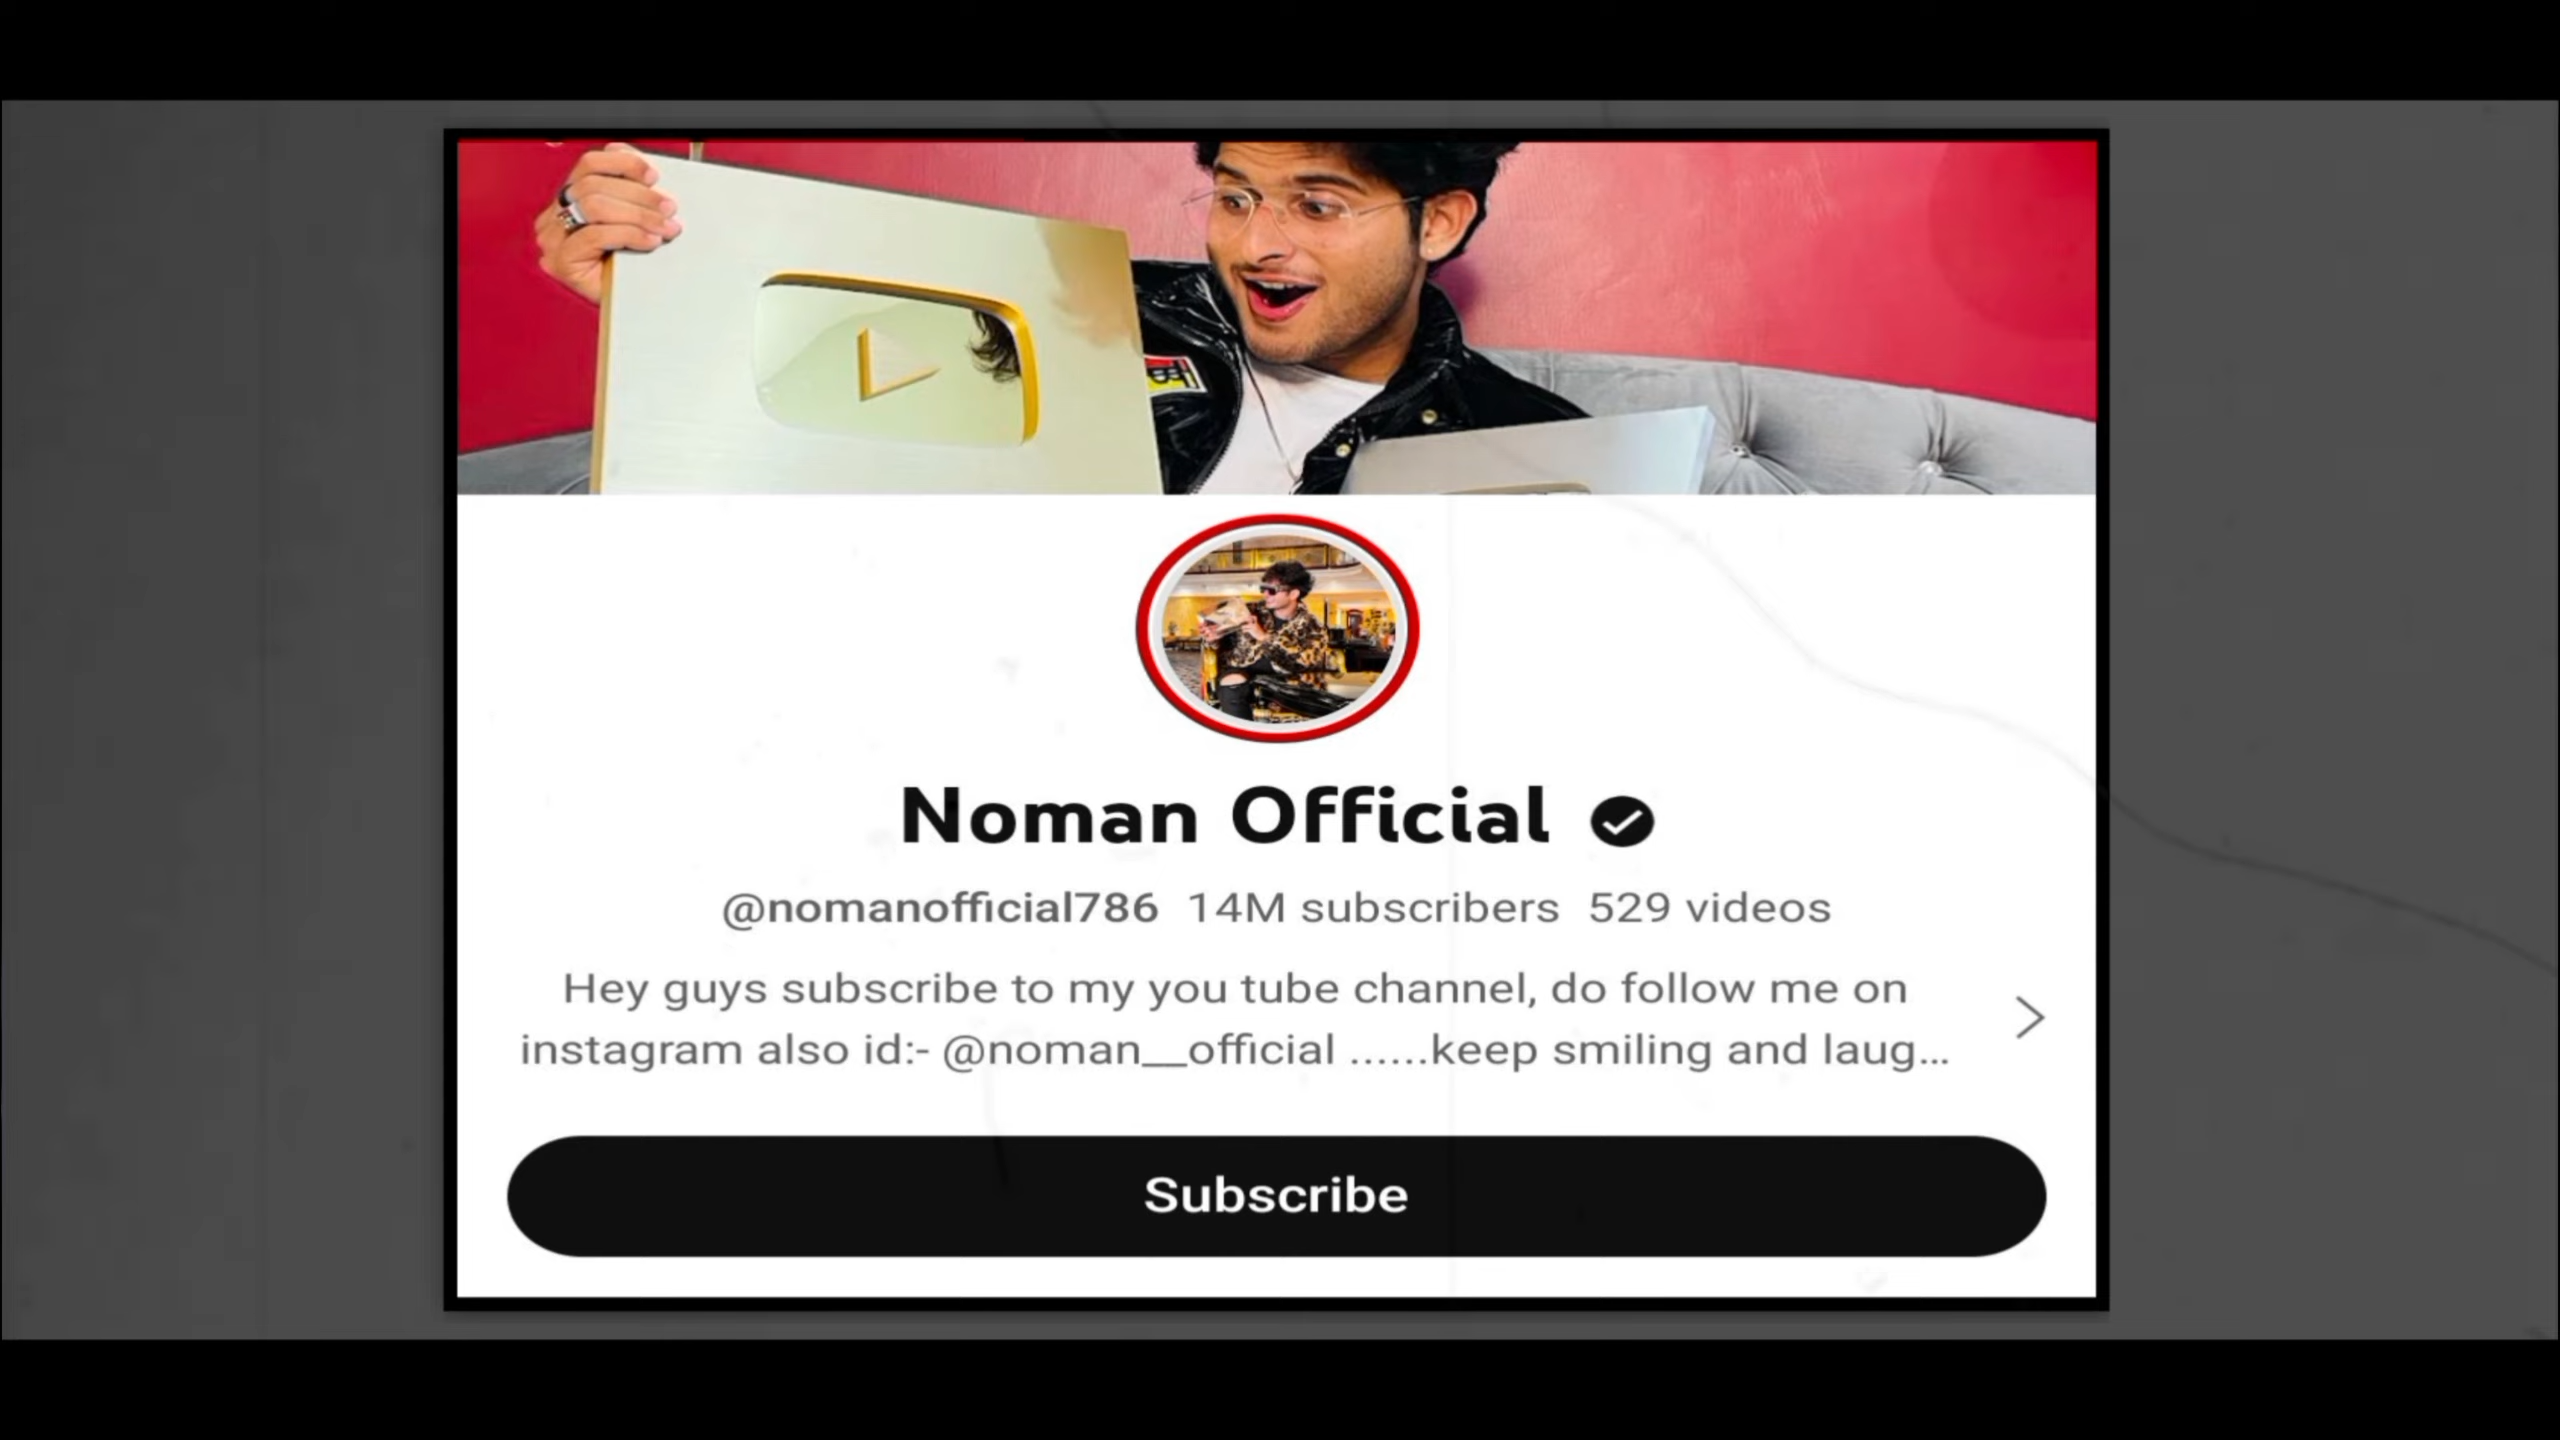 Noman Official
@nomanofficial786 14M subscribers 529 videos
Hey guys subscribe to my you tube channel, do follow me on
instagram also id:- @noman__official ......keep smiling and laug...
Subscribe